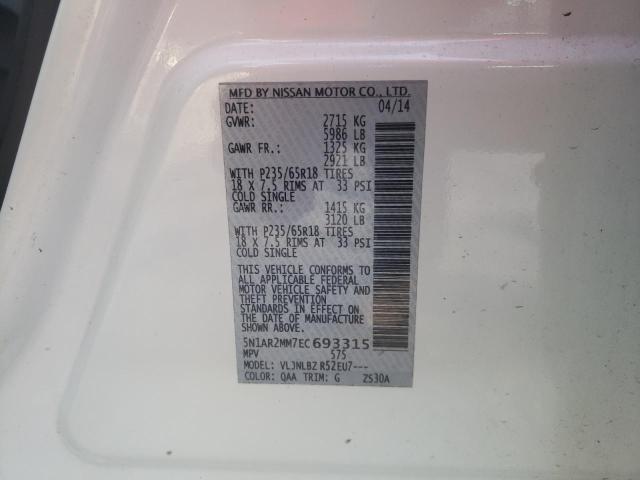 MFD BY NISSAN MOTOR CO., LTD.
DATE: 04/14
GVWR: 2715 KG
5986 LB
GAWR FR.: 1325 KG
2921 LB
WITH P235/65R18 TIRES
18 X 7.5 RIMS AT 33 PSI
COLD SINGLE
GAWR RR.: 1415 KG
3120 LB
WITH P235/65R18 TIRES
18 X 7.5 RIMS AT 33 PSI
COLD SINGLE
THIS VEHICLE CONFORMS TO
ALL APPLICABLE FEDERAL
MOTOR VEHICLE SAFETY AND
THEFT PREVENTION
STANDARDS IN EFFECT ON
THE DATE OF MANUFACTURE
SHOWN ABOVE.
5N1AR2MM7EC693315
MPV 575
MODEL: VLJNLBZ R52EU7---
COLOR: QAA TRIM: G ZS30A